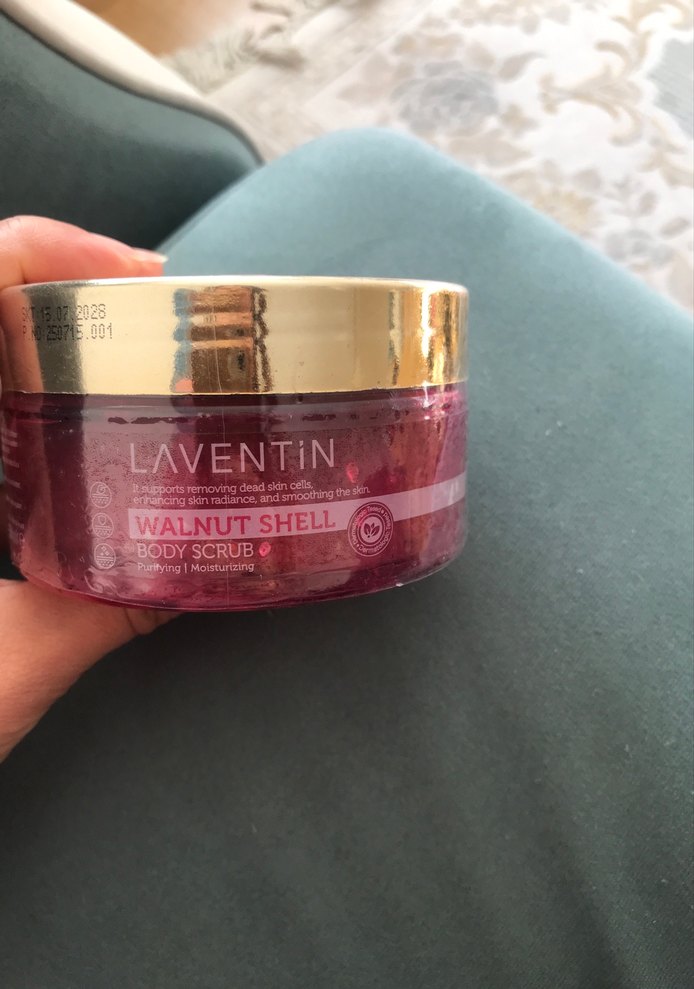 SKT 15.07.2028
P.NO:250715.001
LAVENTiN
It supports removing dead skin cells,
enhancing skin radiance, and smoothing the skin.
WALNUT SHELL
BODY SCRUB
Purifying | Moisturizing